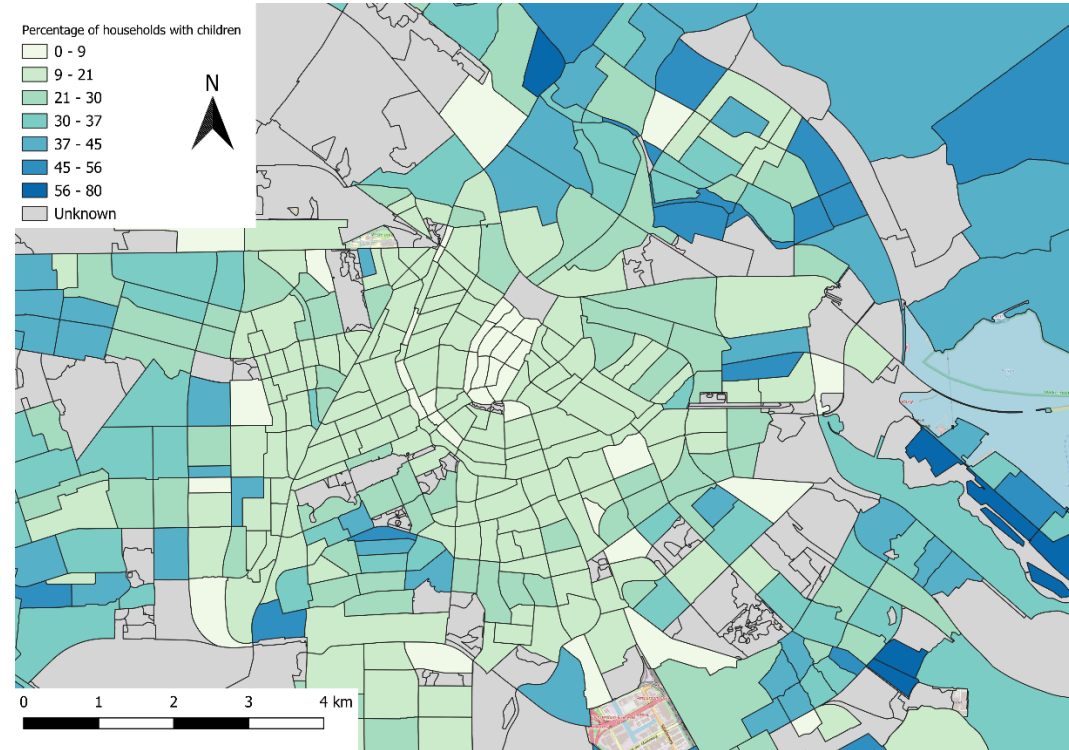 Percentage of households with children
0 - 9
9 - 21
21 - 30
30 - 37
37 - 45
45 - 56
56 - 80
Unknown
N
0 1 2 3 4 km